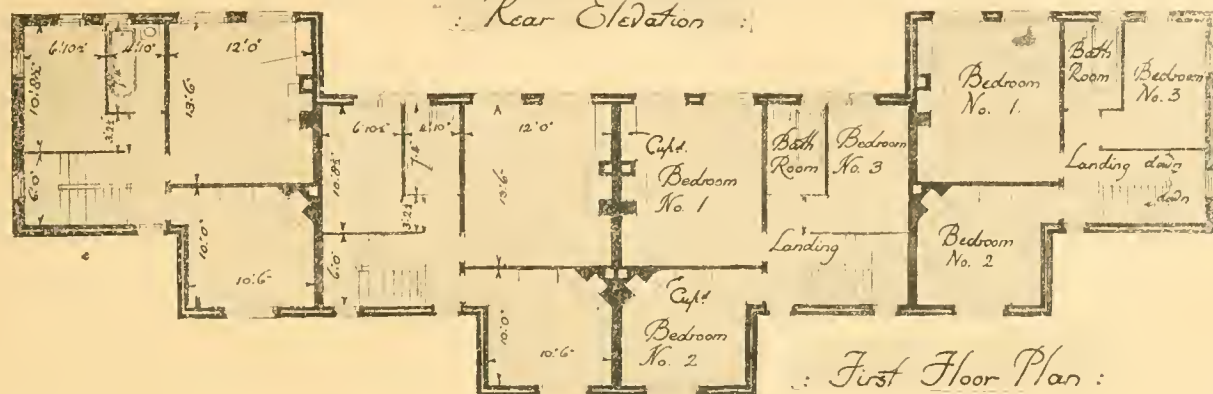 : Rear Elevation :
6'·10½"
4'·10"
12'·0"
10'·8½"
3'·2½"
13'·6"
6'·0"
10'·0"
10'·6"
6'·10½"
4'·10"
12'·0"
10'·8½"
7'·2"
3'·2½"
13'·6"
6'·0"
10'·0"
10'·6"
Cupd.
Bedroom
No. 1
Bath
Room
Bedroom
No. 3
Landing
Cupd.
Bedroom
No. 2
Bedroom
No. 1.
Bath
Room
Bedroom
No. 3
Landing down
down
Bedroom
No. 2
: First Floor Plan :